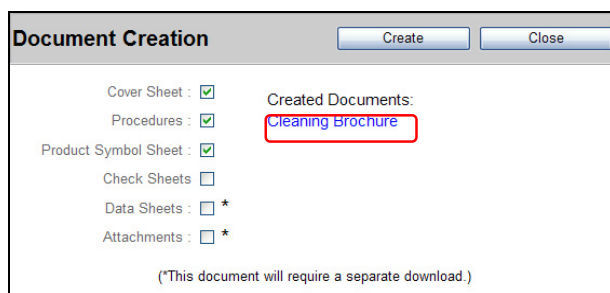 Document Creation Create Close
Cover Sheet :
Procedures :
Product Symbol Sheet :
Check Sheets
Data Sheets : *
Attachments : *
Created Documents:
Cleaning Brochure
(*This document will require a separate download.)